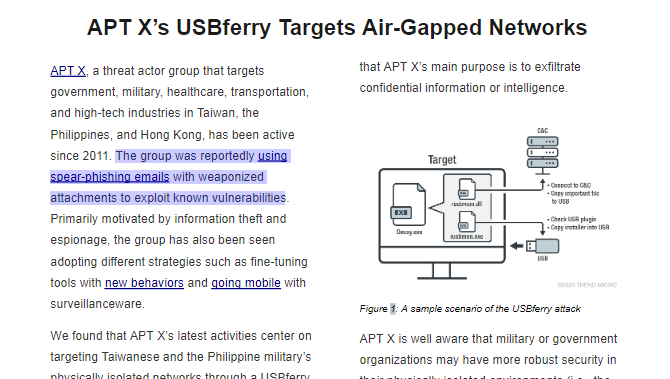 APT X's USBferry Targets Air-Gapped Networks
APT X, a threat actor group that targets
government, military, healthcare, transportation,
and high-tech industries in Taiwan, the
Philippines, and Hong Kong, has been active
since 2011. The group was reportedly using
spear-phishing emails with weaponized
attachments to exploit known vulnerabilities.
Primarily motivated by information theft and
espionage, the group has also been seen
adopting different strategies such as fine-tuning
tools with new behaviors and going mobile with
surveillanceware.
We found that APT X's latest activities center on
targeting Taiwanese and the Philippine military's
physically isolated networks through a USBferry
that APT X's main purpose is to exfiltrate
confidential information or intelligence.
C&C
Target
EXE
Decoy.exe
rusbmon.dll
rusbmon.exe
• Connoct to C&C
• Copy important filc
to USB
• Check USB plugin
• Copy installer into USB
USB
©2020 TREND MICRO
Figure 1: A sample scenario of the USBferry attack
APT X is well aware that military or government
organizations may have more robust security in
their physically isolated environments (i.e., the